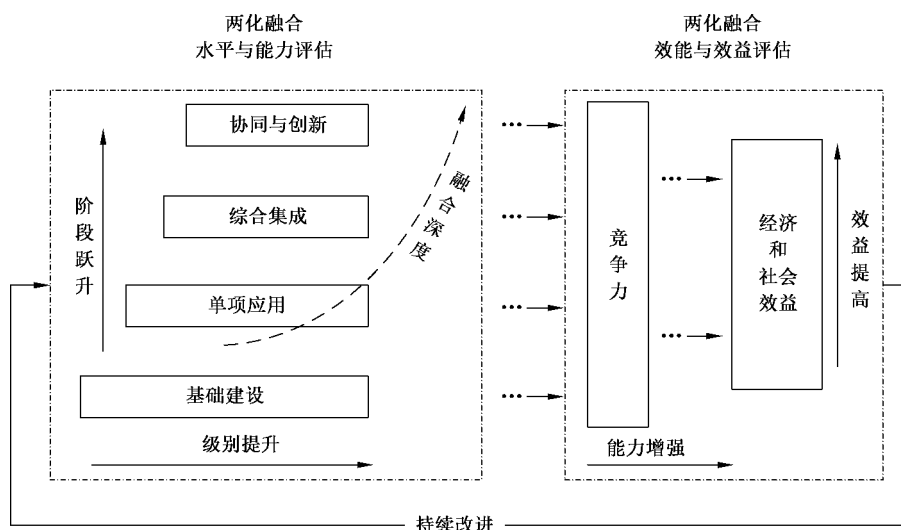 两化融合
水平与能力评估
两化融合
效能与效益评估
协同与创新
综合集成
单项应用
基础建设
阶段跃升
融合深度
级别提升
竞争力
经济
和
社会
效益
效益提高
能力增强
持续改进